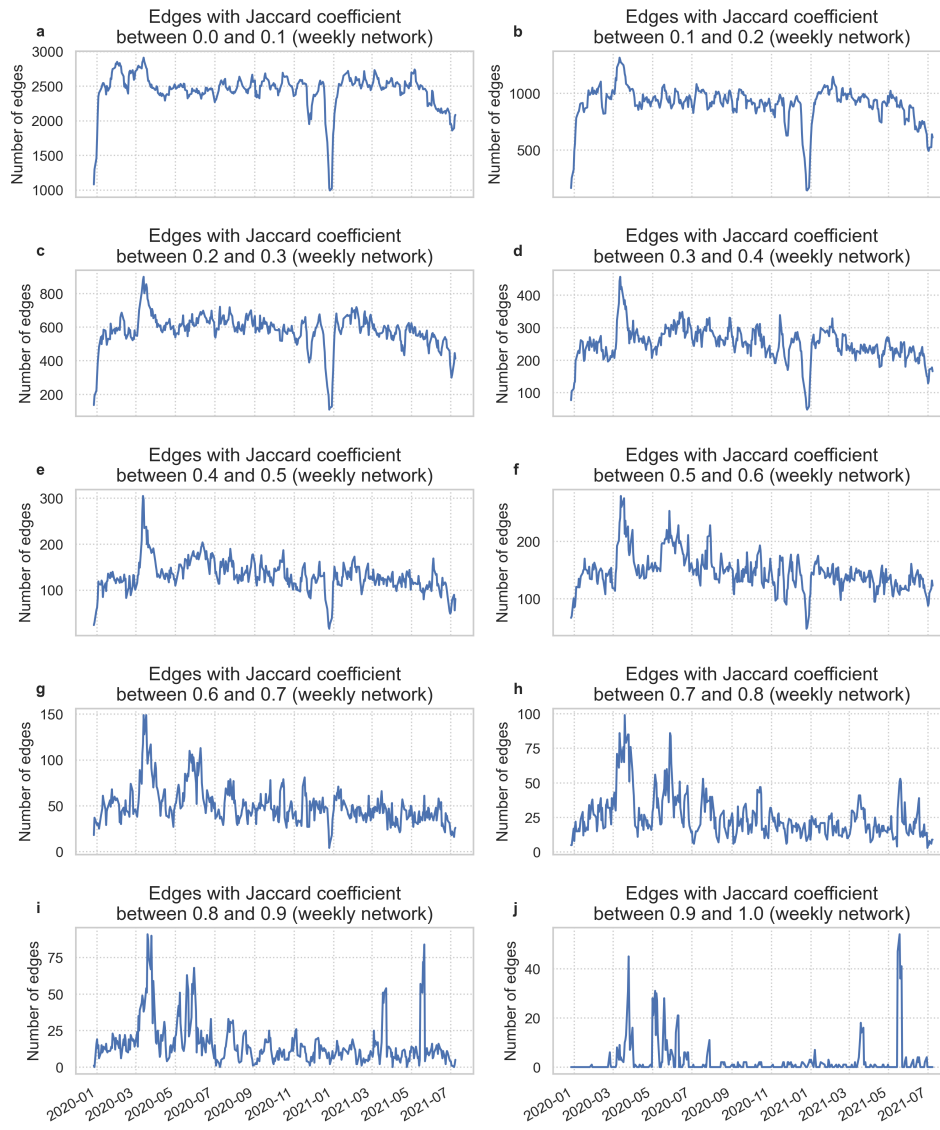 a
Edges with Jaccard coefficient
between 0.0 and 0.1 (weekly network)
Number of edges
3000
2500
2000
1500
1000
b
Edges with Jaccard coefficient
between 0.1 and 0.2 (weekly network)
Number of edges
1000
500
c
Edges with Jaccard coefficient
between 0.2 and 0.3 (weekly network)
Number of edges
800
600
400
200
d
Edges with Jaccard coefficient
between 0.3 and 0.4 (weekly network)
Number of edges
400
300
200
100
e
Edges with Jaccard coefficient
between 0.4 and 0.5 (weekly network)
Number of edges
300
200
100
f
Edges with Jaccard coefficient
between 0.5 and 0.6 (weekly network)
Number of edges
200
100
g
Edges with Jaccard coefficient
between 0.6 and 0.7 (weekly network)
Number of edges
150
100
50
0
h
Edges with Jaccard coefficient
between 0.7 and 0.8 (weekly network)
Number of edges
100
75
50
25
0
i
Edges with Jaccard coefficient
between 0.8 and 0.9 (weekly network)
Number of edges
75
50
25
0
2020-01
2020-03
2020-05
2020-07
2020-09
2020-11
2021-01
2021-03
2021-05
2021-07
j
Edges with Jaccard coefficient
between 0.9 and 1.0 (weekly network)
Number of edges
40
20
0
2020-01
2020-03
2020-05
2020-07
2020-09
2020-11
2021-01
2021-03
2021-05
2021-07